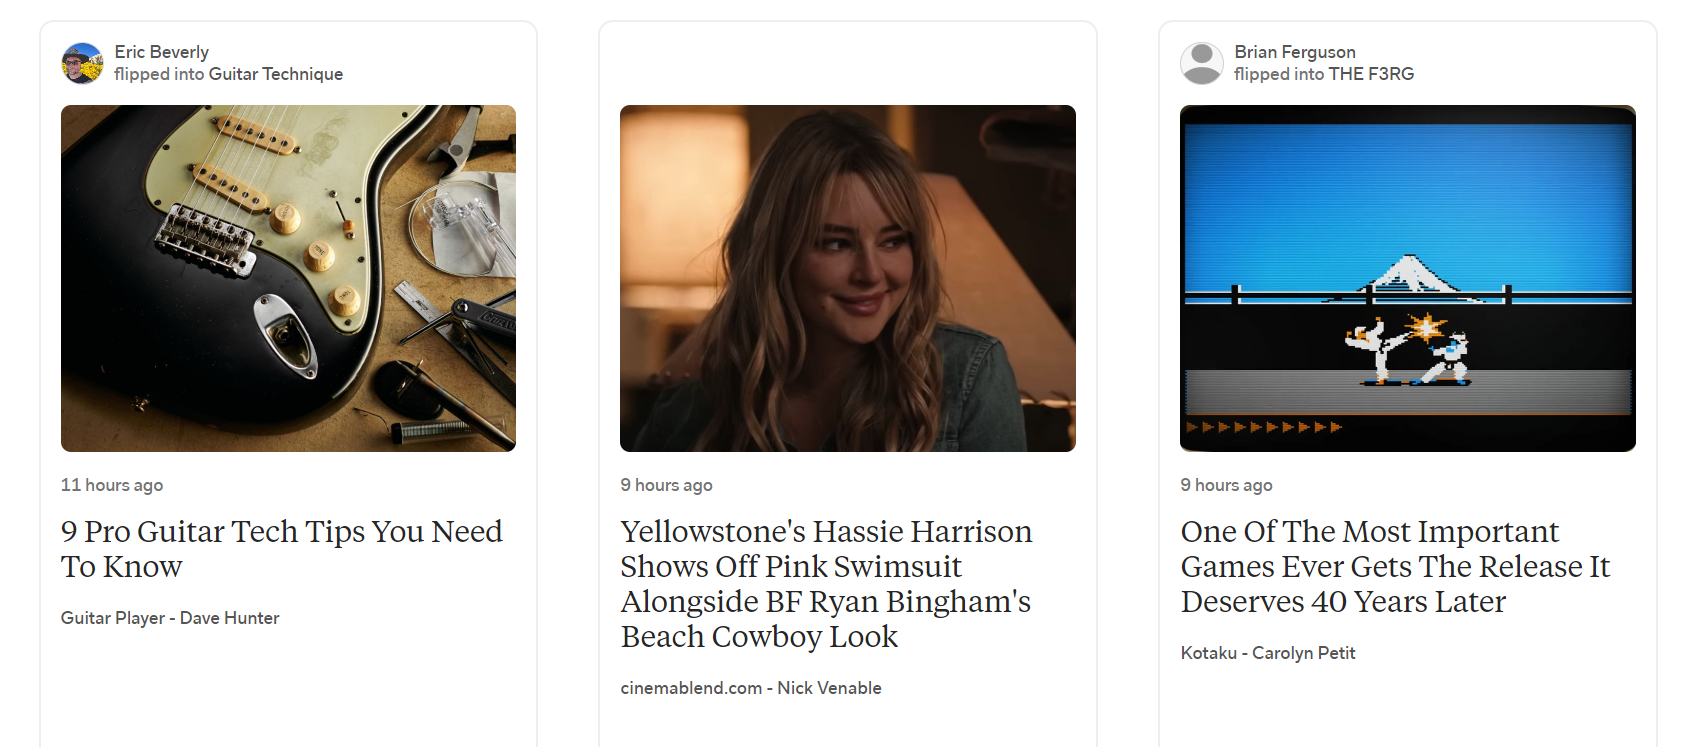 Eric Beverly
flipped into Guitar Technique
11 hours ago
9 Pro Guitar Tech Tips You Need
To Know
Guitar Player - Dave Hunter
9 hours ago
Yellowstone's Hassie Harrison
Shows Off Pink Swimsuit
Alongside BF Ryan Bingham's
Beach Cowboy Look
cinemablend.com - Nick Venable
Brian Ferguson
flipped into THE F3RG
9 hours ago
One Of The Most Important
Games Ever Gets The Release It
Deserves 40 Years Later
Kotaku - Carolyn Petit